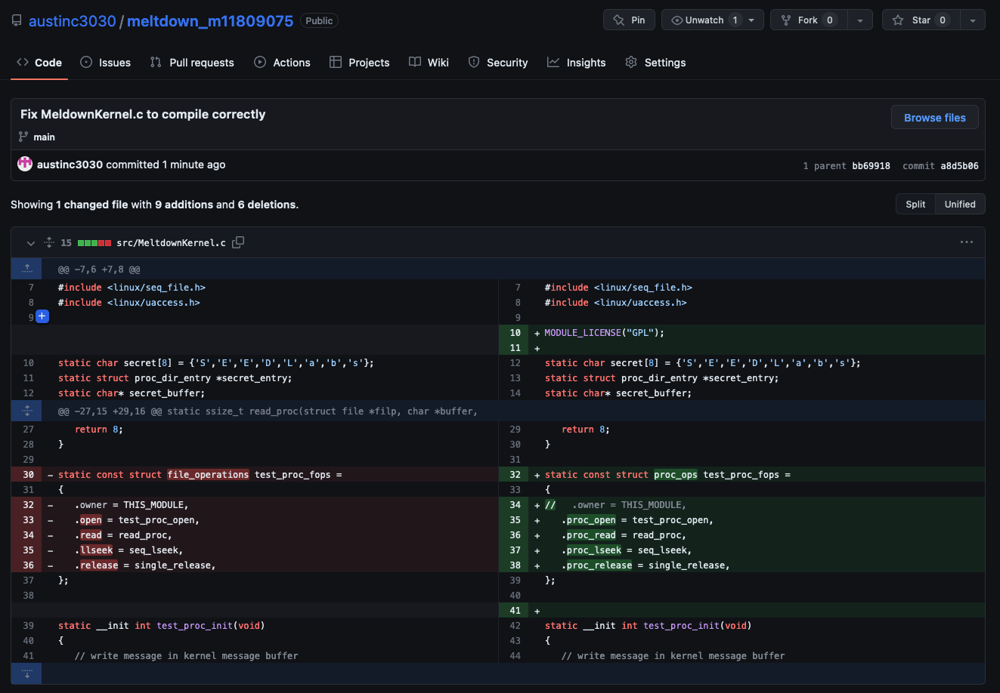 austinc3030 / meltdown_m11809075 Public Pin Unwatch 1 Fork 0 Star 0
Code Issues Pull requests Actions Projects Wiki Security Insights Settings
Fix MeldownKernel.c to compile correctly
Browse files
main
austinc3030 committed 1 minute ago 1 parent bb69918 commit a8d5b06
Showing 1 changed file with 9 additions and 6 deletions. Split Unified
15 src/MeltdownKernel.c
@@ -7,6 +7,8 @@
7 #include <linux/seq_file.h> 7 #include <linux/seq_file.h>
8 #include <linux/uaccess.h> 8 #include <linux/uaccess.h>
9 + 9
10 + MODULE_LICENSE("GPL");
11 +
10 static char secret[8] = {'S','E','E','D','L','a','b','s'}; 12 static char secret[8] = {'S','E','E','D','L','a','b','s'};
11 static struct proc_dir_entry *secret_entry; 13 static struct proc_dir_entry *secret_entry;
12 static char* secret_buffer; 14 static char* secret_buffer;
@@ -27,15 +29,16 @@ static ssize_t read_proc(struct file *filp, char *buffer,
27 return 8; 29 return 8;
28 } 30 }
29 31
30 - static const struct file_operations test_proc_fops = 32 + static const struct proc_ops test_proc_fops =
31 { 33 {
32 - .owner = THIS_MODULE, 34 + // .owner = THIS_MODULE,
33 - .open = test_proc_open, 35 + .proc_open = test_proc_open,
34 - .read = read_proc, 36 + .proc_read = read_proc,
35 - .llseek = seq_lseek, 37 + .proc_lseek = seq_lseek,
36 - .release = single_release, 38 + .proc_release = single_release,
37 }; 39 };
38 40
41 +
39 static __init int test_proc_init(void) 42 static __init int test_proc_init(void)
40 { 43 {
41 // write message in kernel message buffer 44 // write message in kernel message buffer